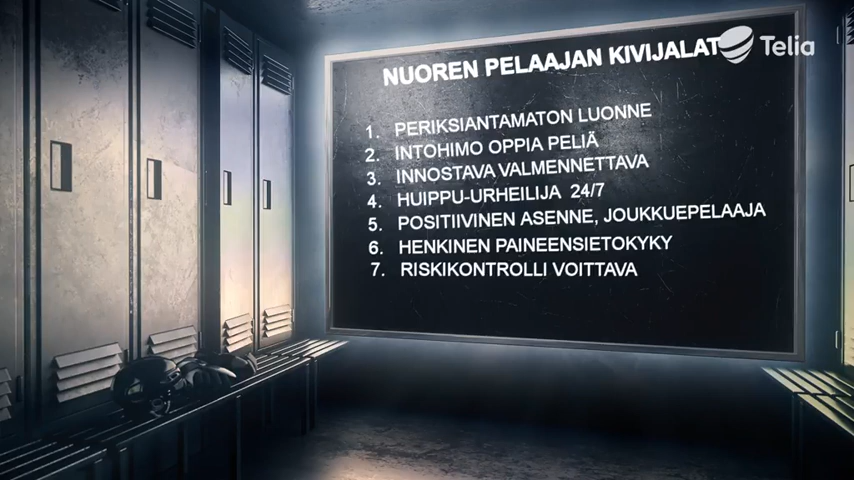 NUOREN PELAAJAN KIVIJALAT
Telia
1. PERIKSIANTAMATON LUONNE
2. INTOHIMO OPPIA PELIÄ
3. INNOSTAVA VALMENNETTAVA
4. HUIPPU-URHEILIJA 24/7
5. POSITIIVINEN ASENNE, JOUKKUEPELAAJA
6. HENKINEN PAINEENSIETOKYKY
7. RISKIKONTROLLI VOITTAVA